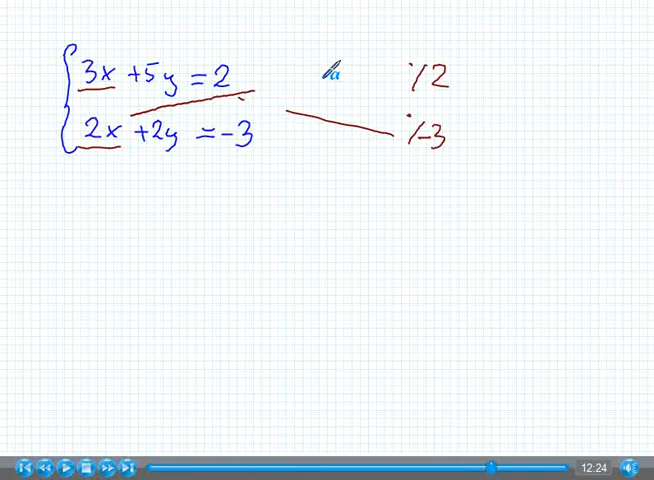 3x +5y = 2 ·/2
2x +2y = -3 ·/-3
12:24